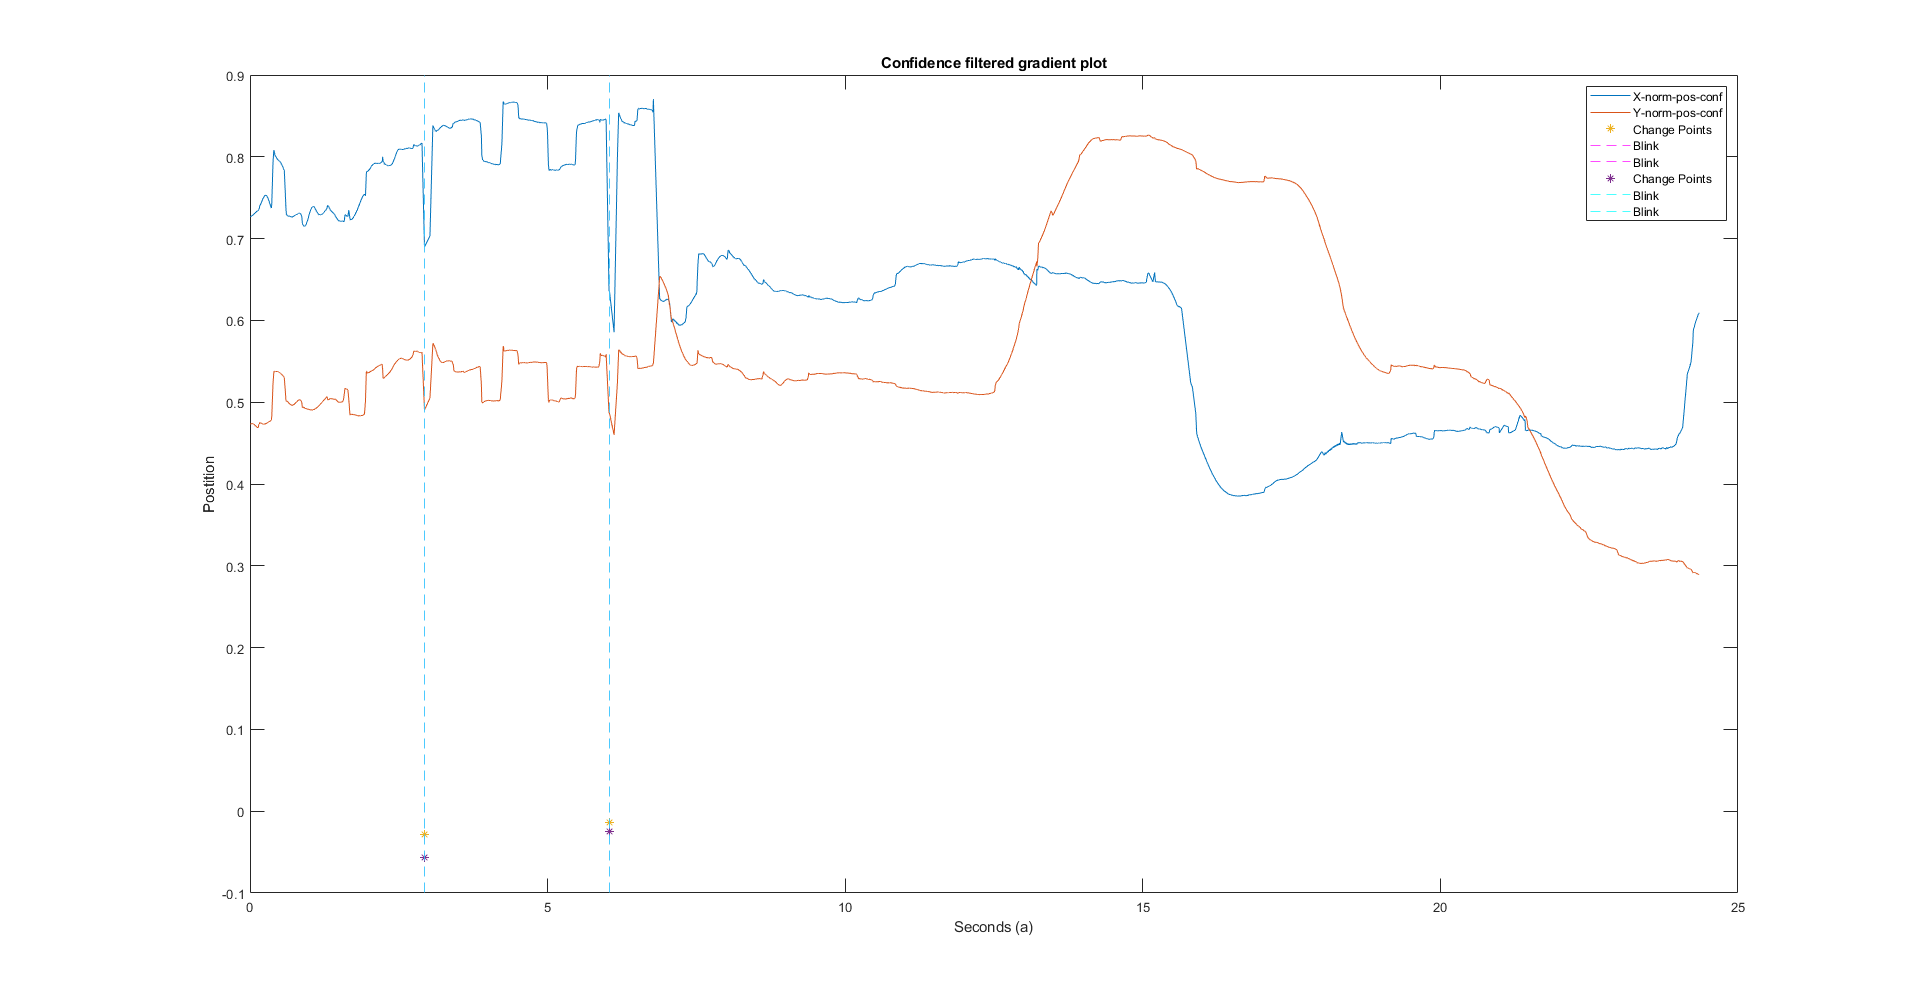 Confidence filtered gradient plot
0.9
0.8
0.7
0.6
0.5
0.4
0.3
0.2
0.1
0
-0.1
Postition
0 5 10 15 20 25
Seconds (a)
X-norm-pos-conf
Y-norm-pos-conf
Change Points
Blink
Blink
Change Points
Blink
Blink